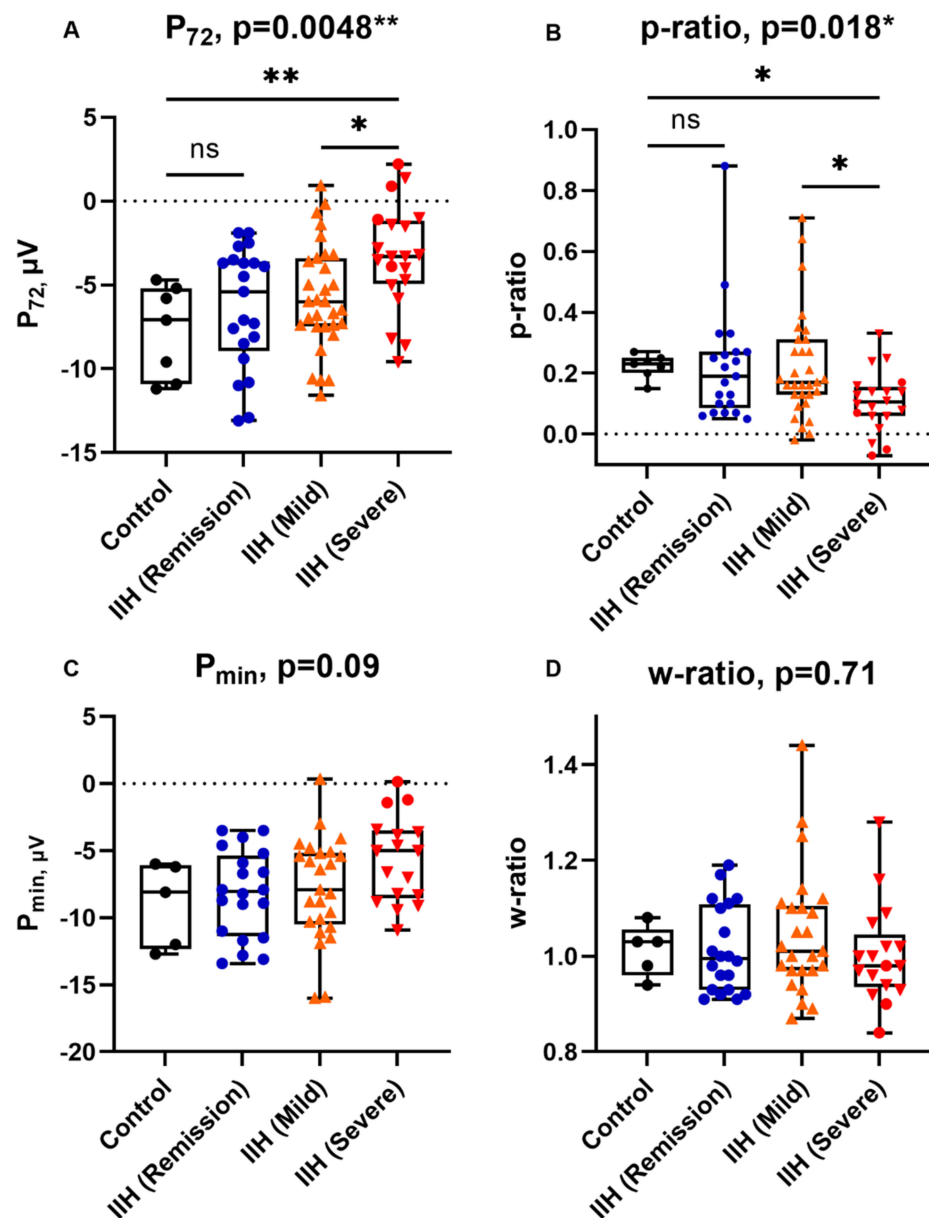 A P₇₂, p=0.0048**
**
ns
*
5
0
-5
-10
-15
P₇₂, µV
Control
IIH (Remission)
IIH (Mild)
IIH (Severe)
B p-ratio, p=0.018*
*
ns
*
1.0
0.8
0.6
0.4
0.2
0.0
p-ratio
Control
IIH (Remission)
IIH (Mild)
IIH (Severe)
C Pₘᵢₙ, p=0.09
5
0
-5
-10
-15
-20
Pₘᵢₙ, µV
Control
IIH (Remission)
IIH (Mild)
IIH (Severe)
D w-ratio, p=0.71
1.4
1.2
1.0
0.8
w-ratio
Control
IIH (Remission)
IIH (Mild)
IIH (Severe)